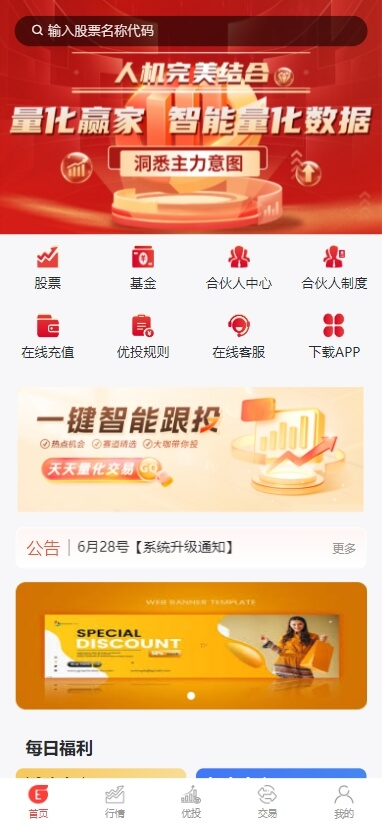 输入股票名称代码
人机完美结合
量化赢家 智能量化数据
洞悉主力意图
股票
基金
合伙人中心
合伙人制度
在线充值
优投规则
在线客服
下载APP
一键智能跟投
热点机会 赛道精选 大咖带你投
天天量化交易 GO
公告 | 6月28号【系统升级通知】 更多
WEB BANNER TEMPLATE
SPECIAL
DISCOUNT
每日福利
首页
行情
优投
交易
我的